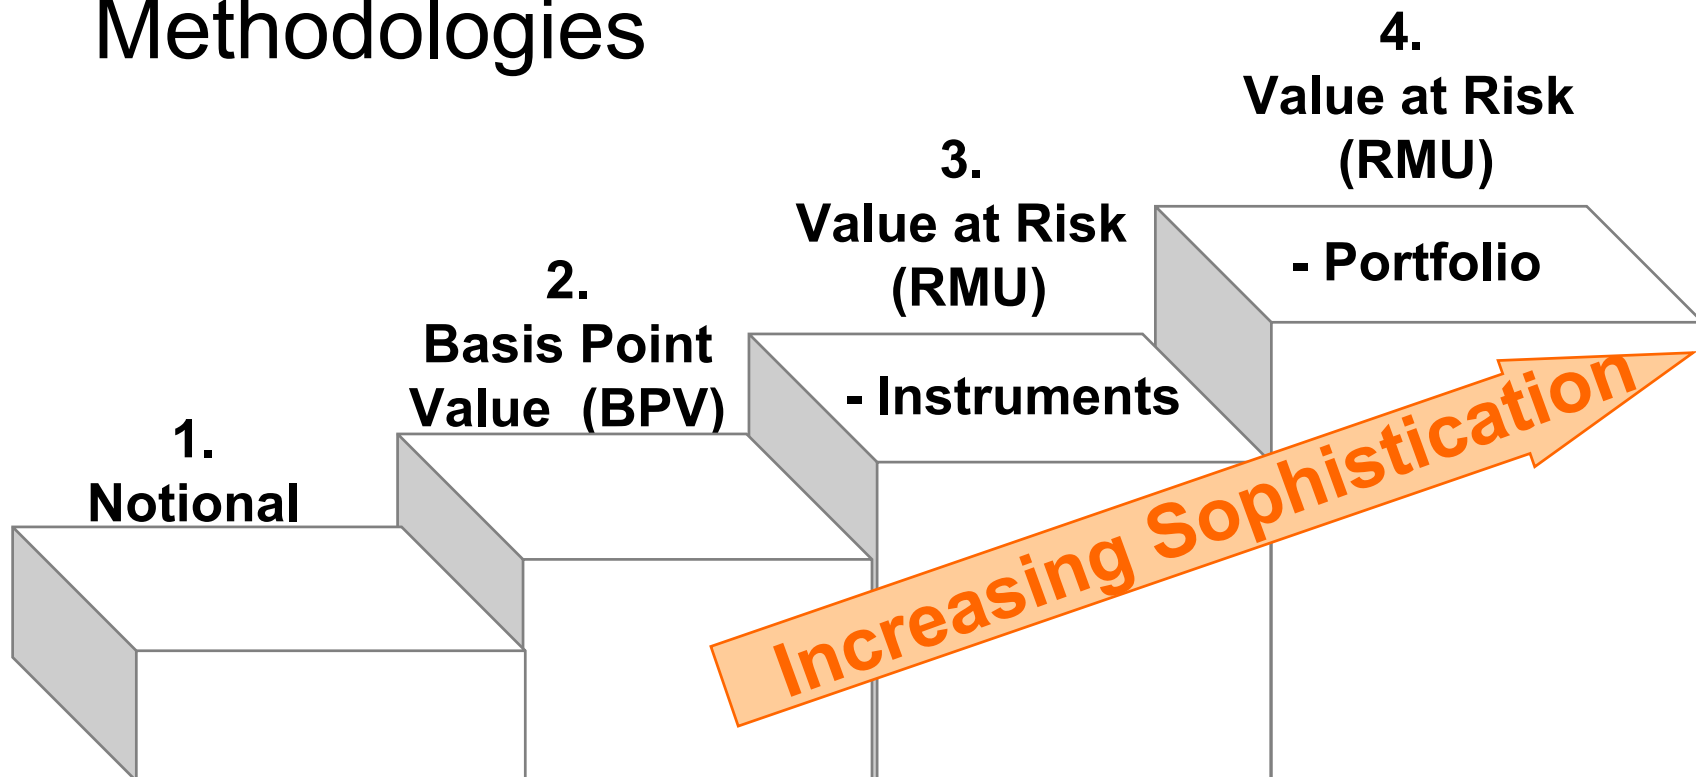 Methodologies
1.
Notional
2.
Basis Point
Value (BPV)
3.
Value at Risk
(RMU)
- Instruments
4.
Value at Risk
(RMU)
- Portfolio
Increasing Sophistication